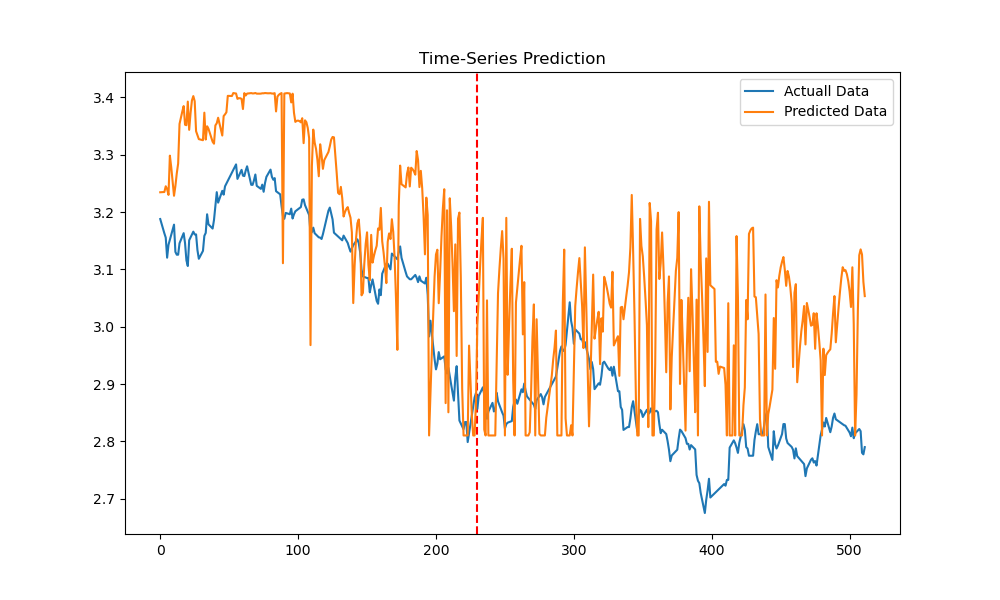 Time-Series Prediction
Actuall Data
Predicted Data
3.4
3.3
3.2
3.1
3.0
2.9
2.8
2.7
0 100 200 300 400 500